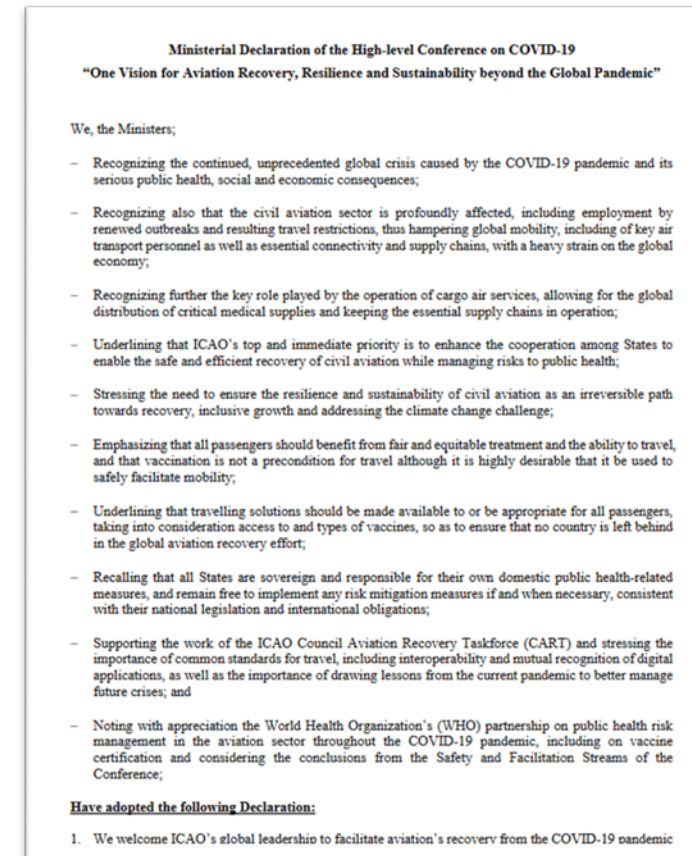 Ministerial Declaration of the High-level Conference on COVID-19
“One Vision for Aviation Recovery, Resilience and Sustainability beyond the Global Pandemic”
We, the Ministers;
– Recognizing the continued, unprecedented global crisis caused by the COVID-19 pandemic and its
serious public health, social and economic consequences;
– Recognizing also that the civil aviation sector is profoundly affected, including employment by
renewed outbreaks and resulting travel restrictions, thus hampering global mobility, including of key air
transport personnel as well as essential connectivity and supply chains, with a heavy strain on the global
economy;
– Recognizing further the key role played by the operation of cargo air services, allowing for the global
distribution of critical medical supplies and keeping the essential supply chains in operation;
– Underlining that ICAO’s top and immediate priority is to enhance the cooperation among States to
enable the safe and efficient recovery of civil aviation while managing risks to public health;
– Stressing the need to ensure the resilience and sustainability of civil aviation as an irreversible path
towards recovery, inclusive growth and addressing the climate change challenge;
– Emphasizing that all passengers should benefit from fair and equitable treatment and the ability to travel,
and that vaccination is not a precondition for travel although it is highly desirable that it be used to
safely facilitate mobility;
– Underlining that travelling solutions should be made available to or be appropriate for all passengers,
taking into consideration access to and types of vaccines, so as to ensure that no country is left behind
in the global aviation recovery effort;
– Recalling that all States are sovereign and responsible for their own domestic public health-related
measures, and remain free to implement any risk mitigation measures if and when necessary, consistent
with their national legislation and international obligations;
– Supporting the work of the ICAO Council Aviation Recovery Taskforce (CART) and stressing the
importance of common standards for travel, including interoperability and mutual recognition of digital
applications, as well as the importance of drawing lessons from the current pandemic to better manage
future crises; and
– Noting with appreciation the World Health Organization’s (WHO) partnership on public health risk
management in the aviation sector throughout the COVID-19 pandemic, including on vaccine
certification and considering the conclusions from the Safety and Facilitation Streams of the
Conference;
Have adopted the following Declaration:
1. We welcome ICAO’s global leadership to facilitate aviation’s recovery from the COVID-19 pandemic